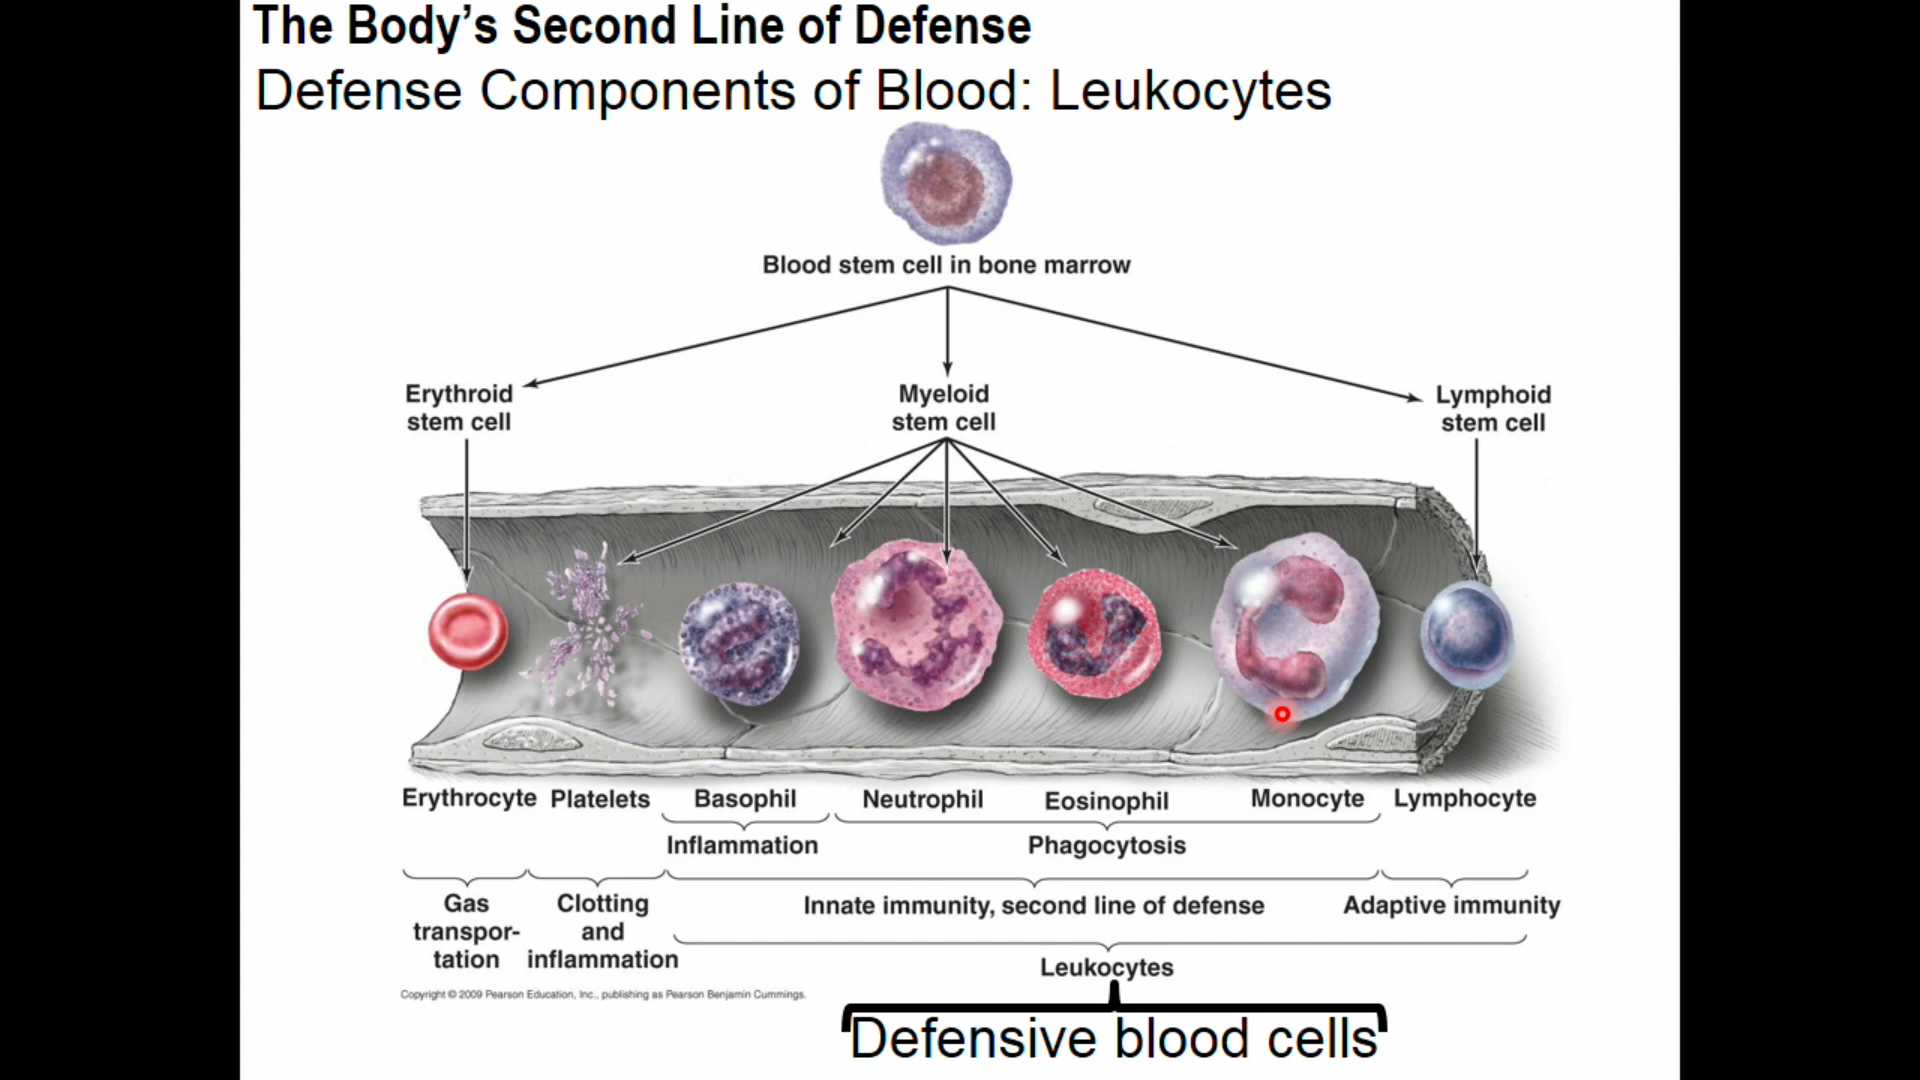 The Body's Second Line of Defense
Defense Components of Blood: Leukocytes
Blood stem cell in bone marrow
Erythroid
stem cell
Myeloid
stem cell
Lymphoid
stem cell
Erythrocyte Platelets Basophil Neutrophil Eosinophil Monocyte Lymphocyte
Inflammation
Phagocytosis
Gas
transpor-
tation
Clotting
and
inflammation
Innate immunity, second line of defense
Adaptive immunity
Leukocytes
Copyright © 2009 Pearson Education, Inc., publishing as Pearson Benjamin Cummings.
Defensive blood cells